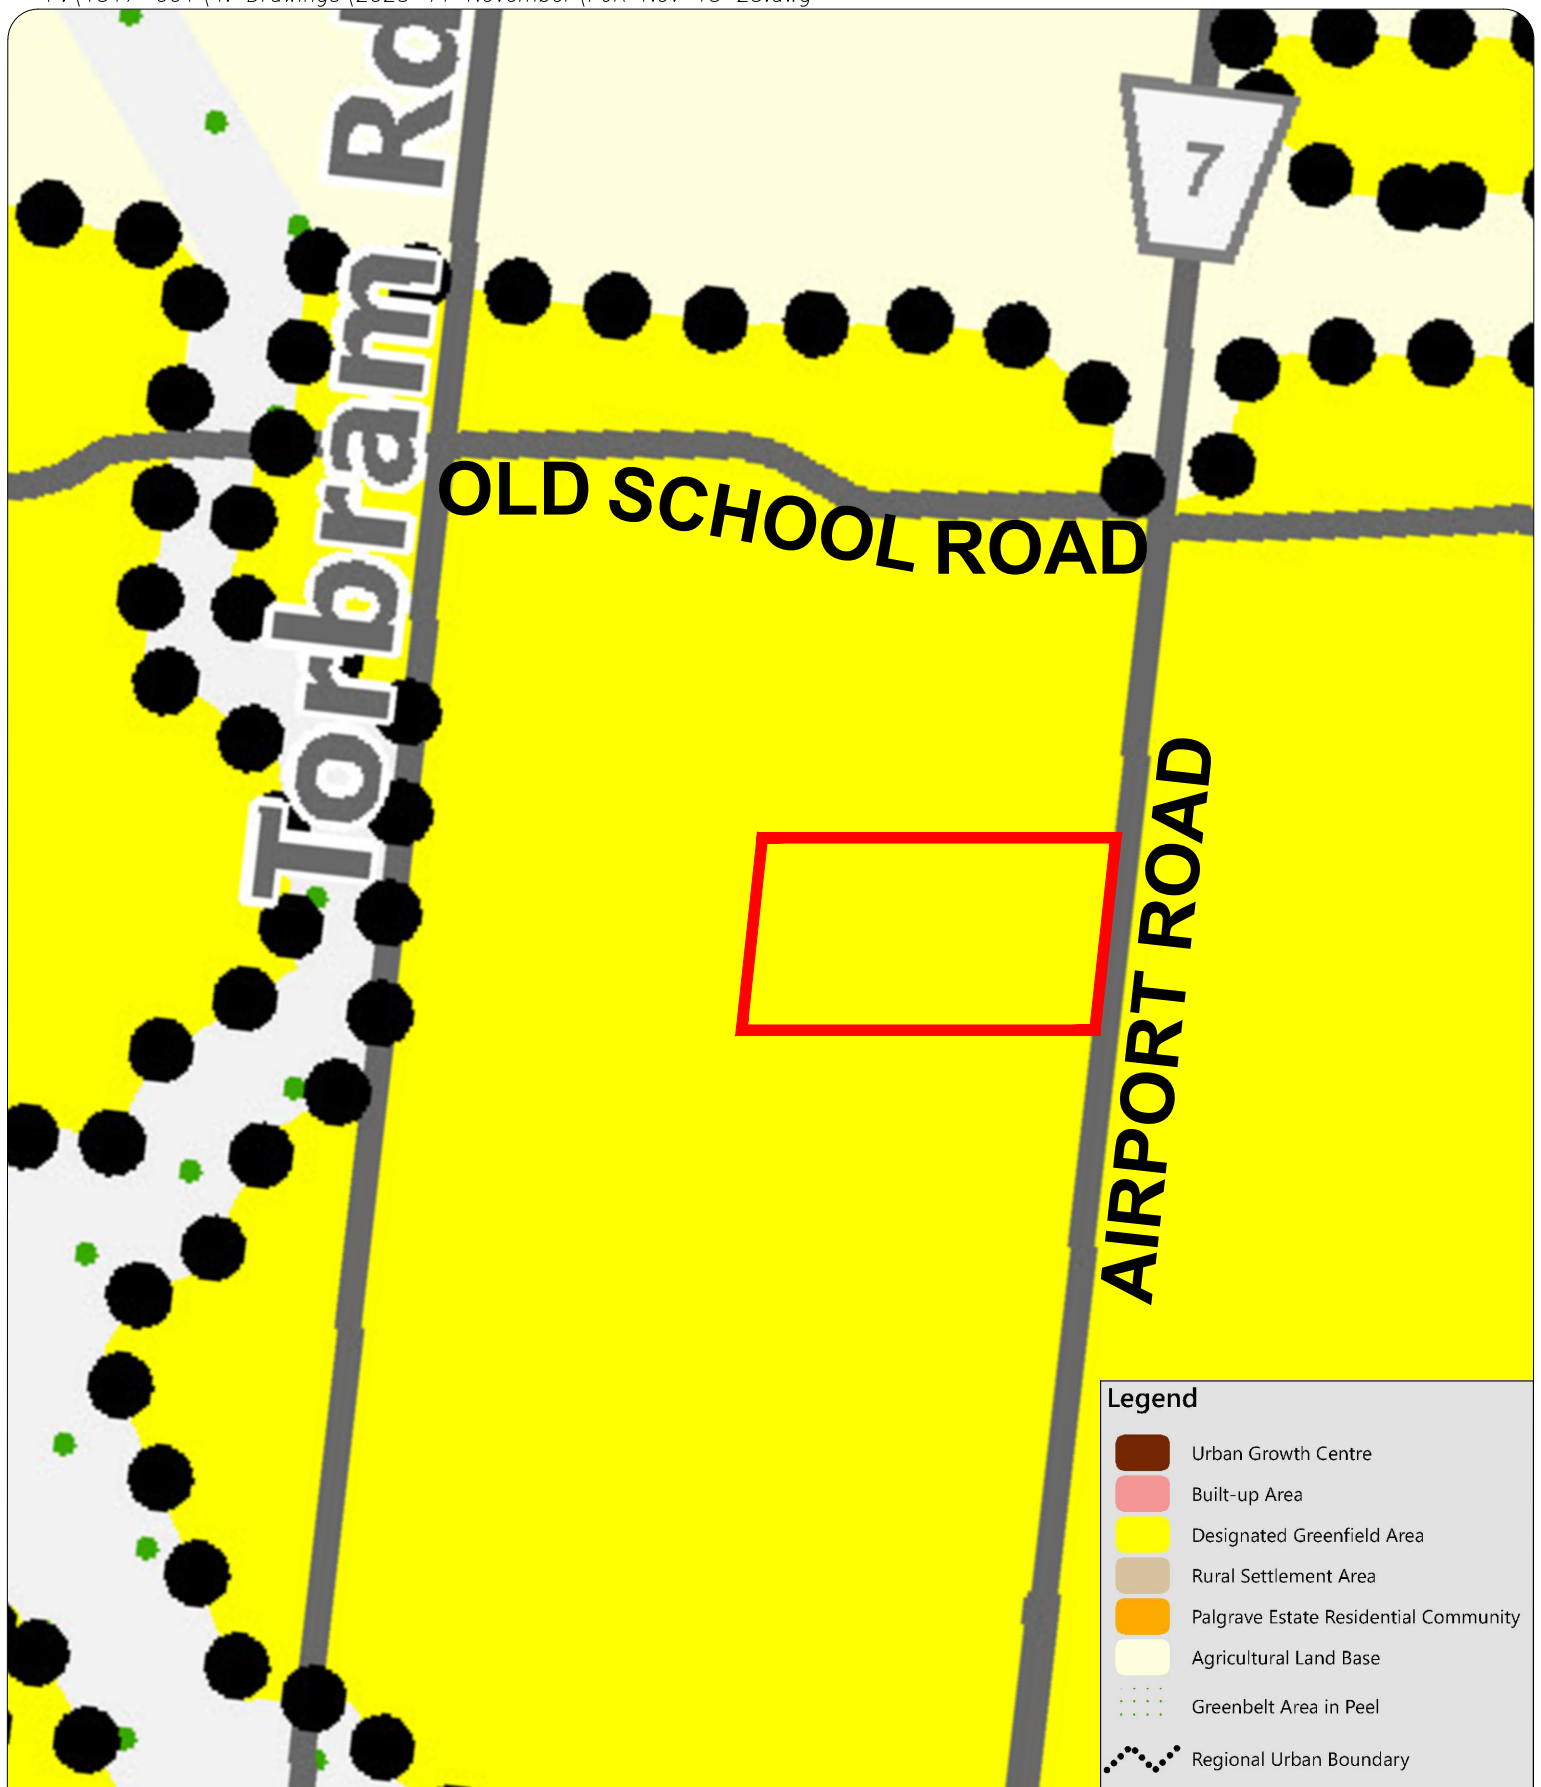 Torbram Rd
7
OLD SCHOOL ROAD
AIRPORT ROAD
Legend
Urban Growth Centre
Built-up Area
Designated Greenfield Area
Rural Settlement Area
Palgrave Estate Residential Community
Agricultural Land Base
Greenbelt Area in Peel
Regional Urban Boundary